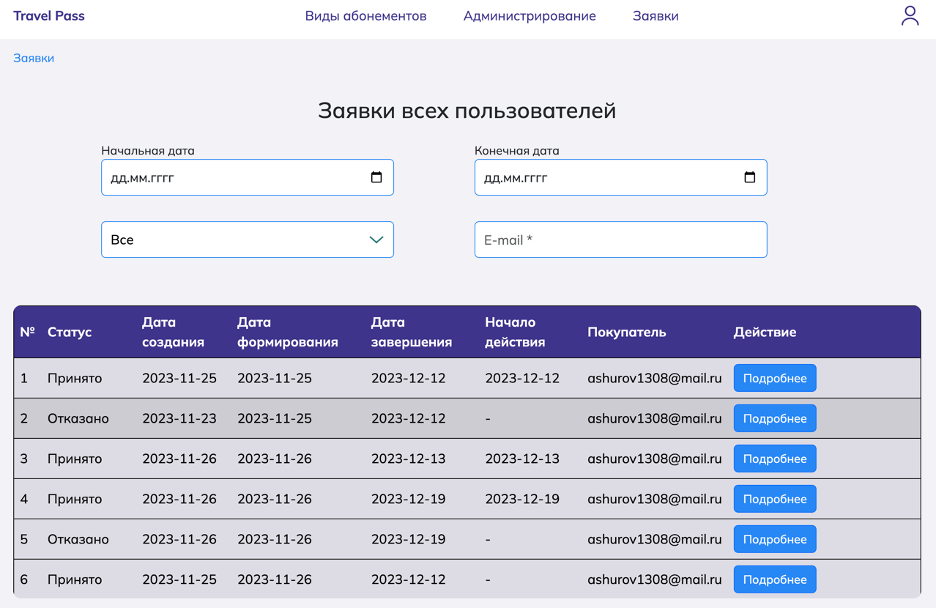 Travel Pass Виды абонементов Администрирование Заявки
Заявки
Заявки всех пользователей
Начальная дата Конечная дата
дд.мм.гггг дд.мм.гггг
Все E-mail *
№ Статус Дата создания Дата формирования Дата завершения Начало действия Покупатель Действие
1 Принято 2023-11-25 2023-11-25 2023-12-12 2023-12-12 ashurov1308@mail.ru Подробнее
2 Отказано 2023-11-23 2023-11-25 2023-12-12 - ashurov1308@mail.ru Подробнее
3 Принято 2023-11-26 2023-11-26 2023-12-13 2023-12-13 ashurov1308@mail.ru Подробнее
4 Принято 2023-11-26 2023-11-26 2023-12-19 2023-12-19 ashurov1308@mail.ru Подробнее
5 Отказано 2023-11-26 2023-11-26 2023-12-19 - ashurov1308@mail.ru Подробнее
6 Принято 2023-11-25 2023-11-26 2023-12-12 - ashurov1308@mail.ru Подробнее